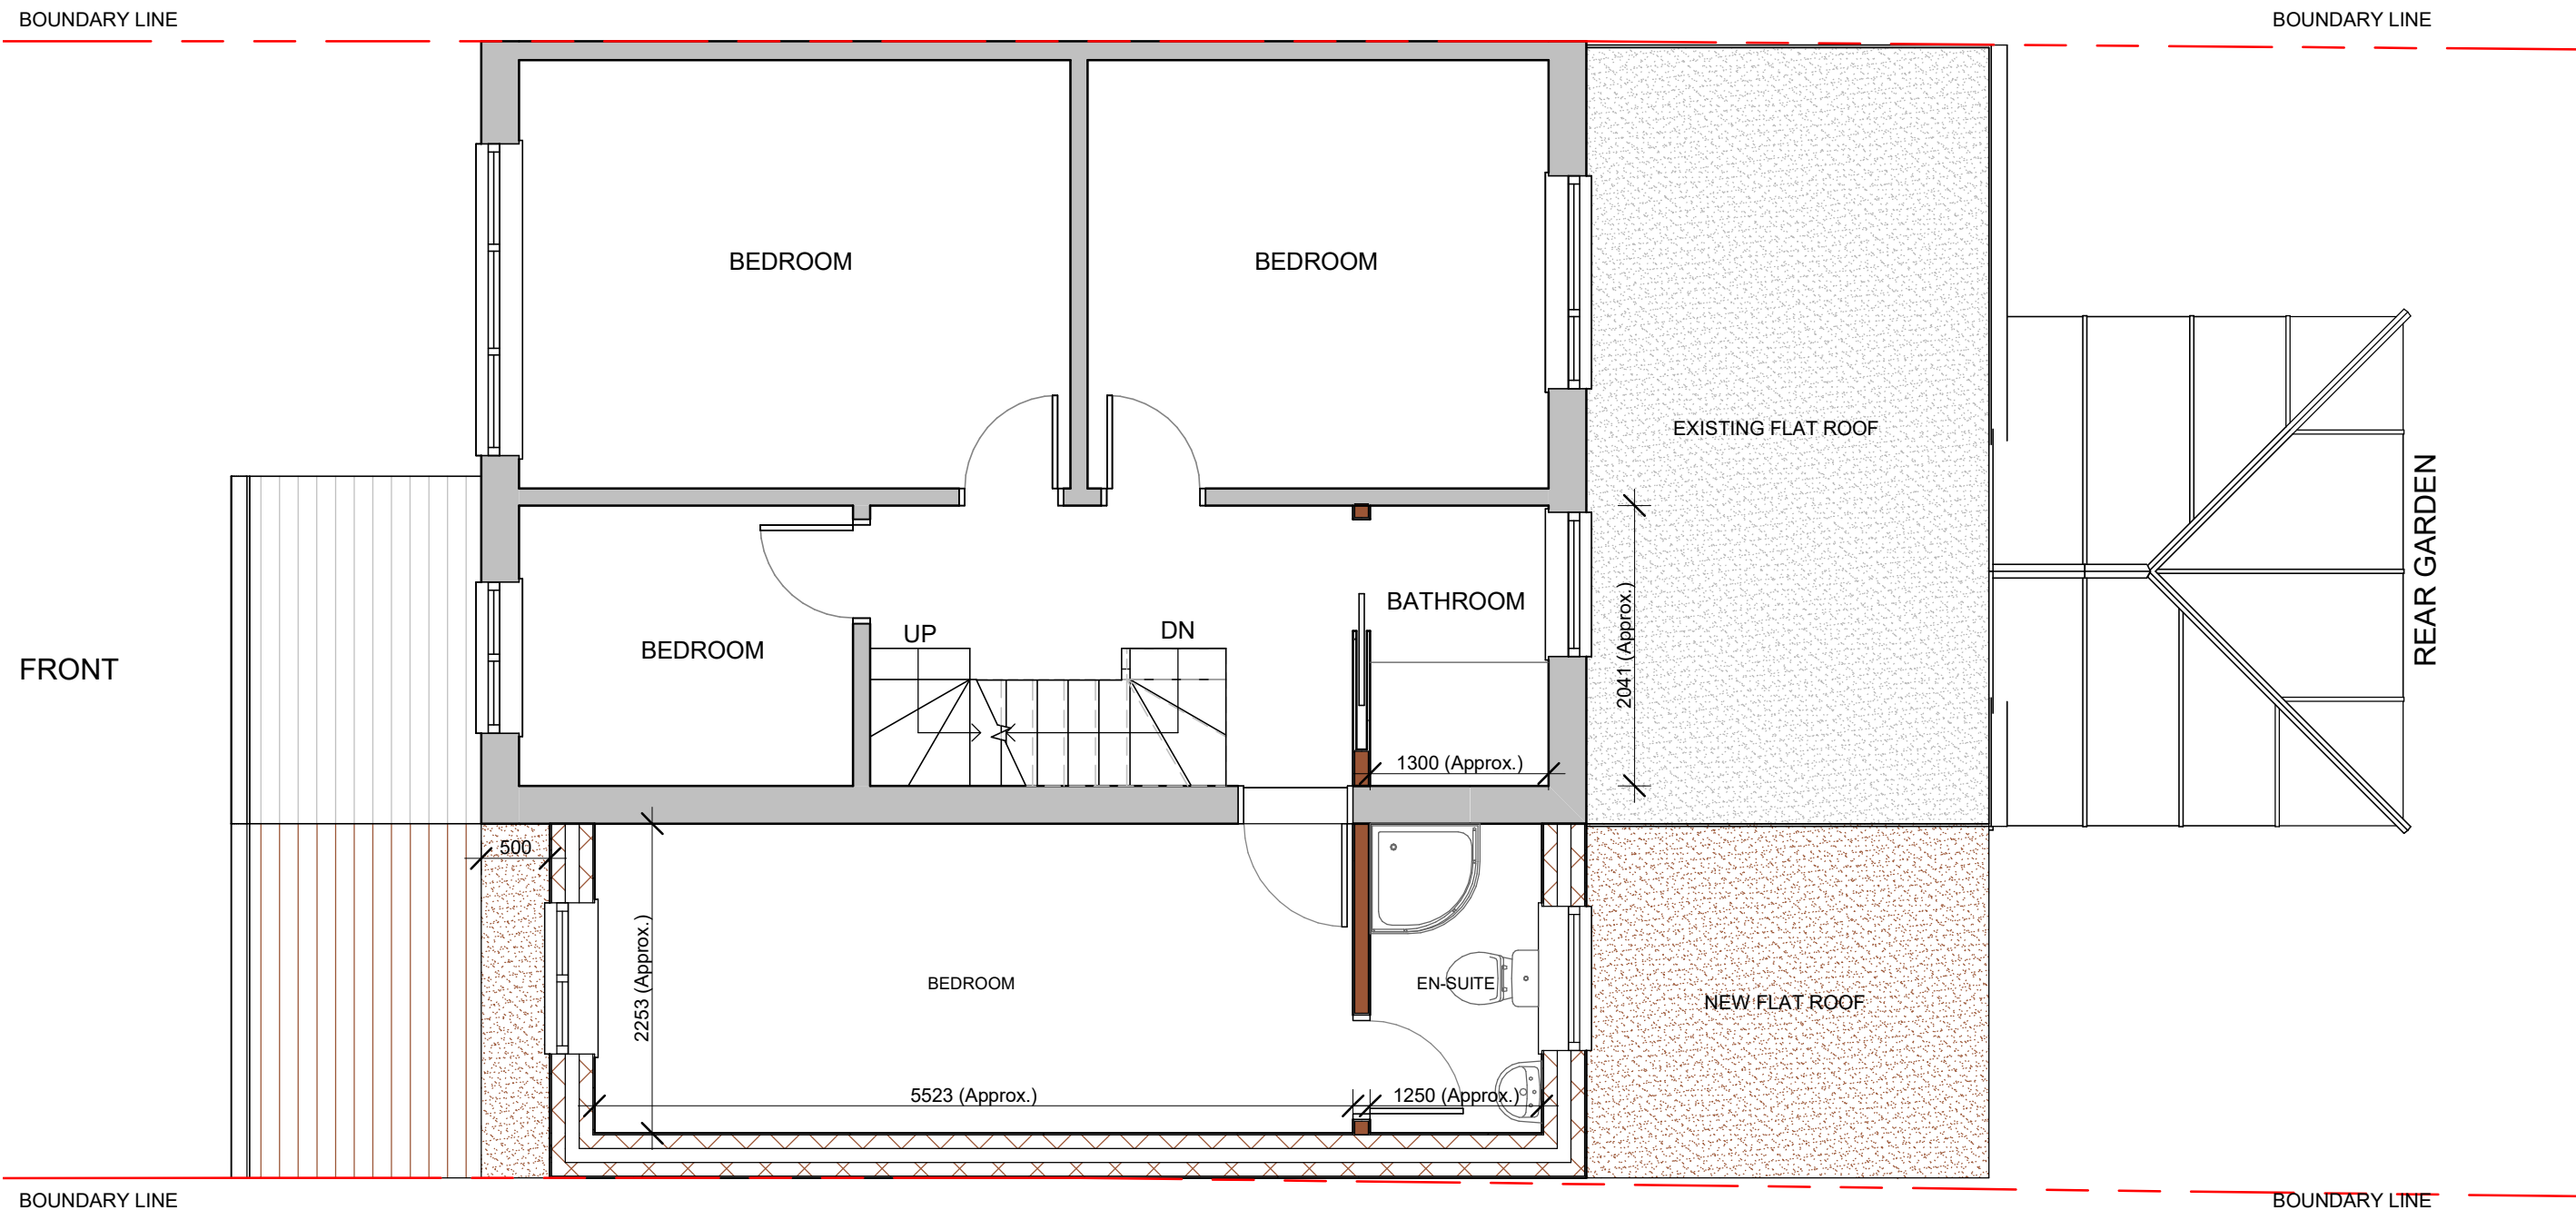 BOUNDARY LINE
BOUNDARY LINE
BEDROOM
BEDROOM
EXISTING FLAT ROOF
REAR GARDEN
BATHROOM
2041 (Approx.)
UP
DN
BEDROOM
FRONT
1300 (Approx.)
500
2253 (Approx.)
BEDROOM
EN-SUITE
NEW FLAT ROOF
5523 (Approx.)
1250 (Approx.)
BOUNDARY LINE
BOUNDARY LINE